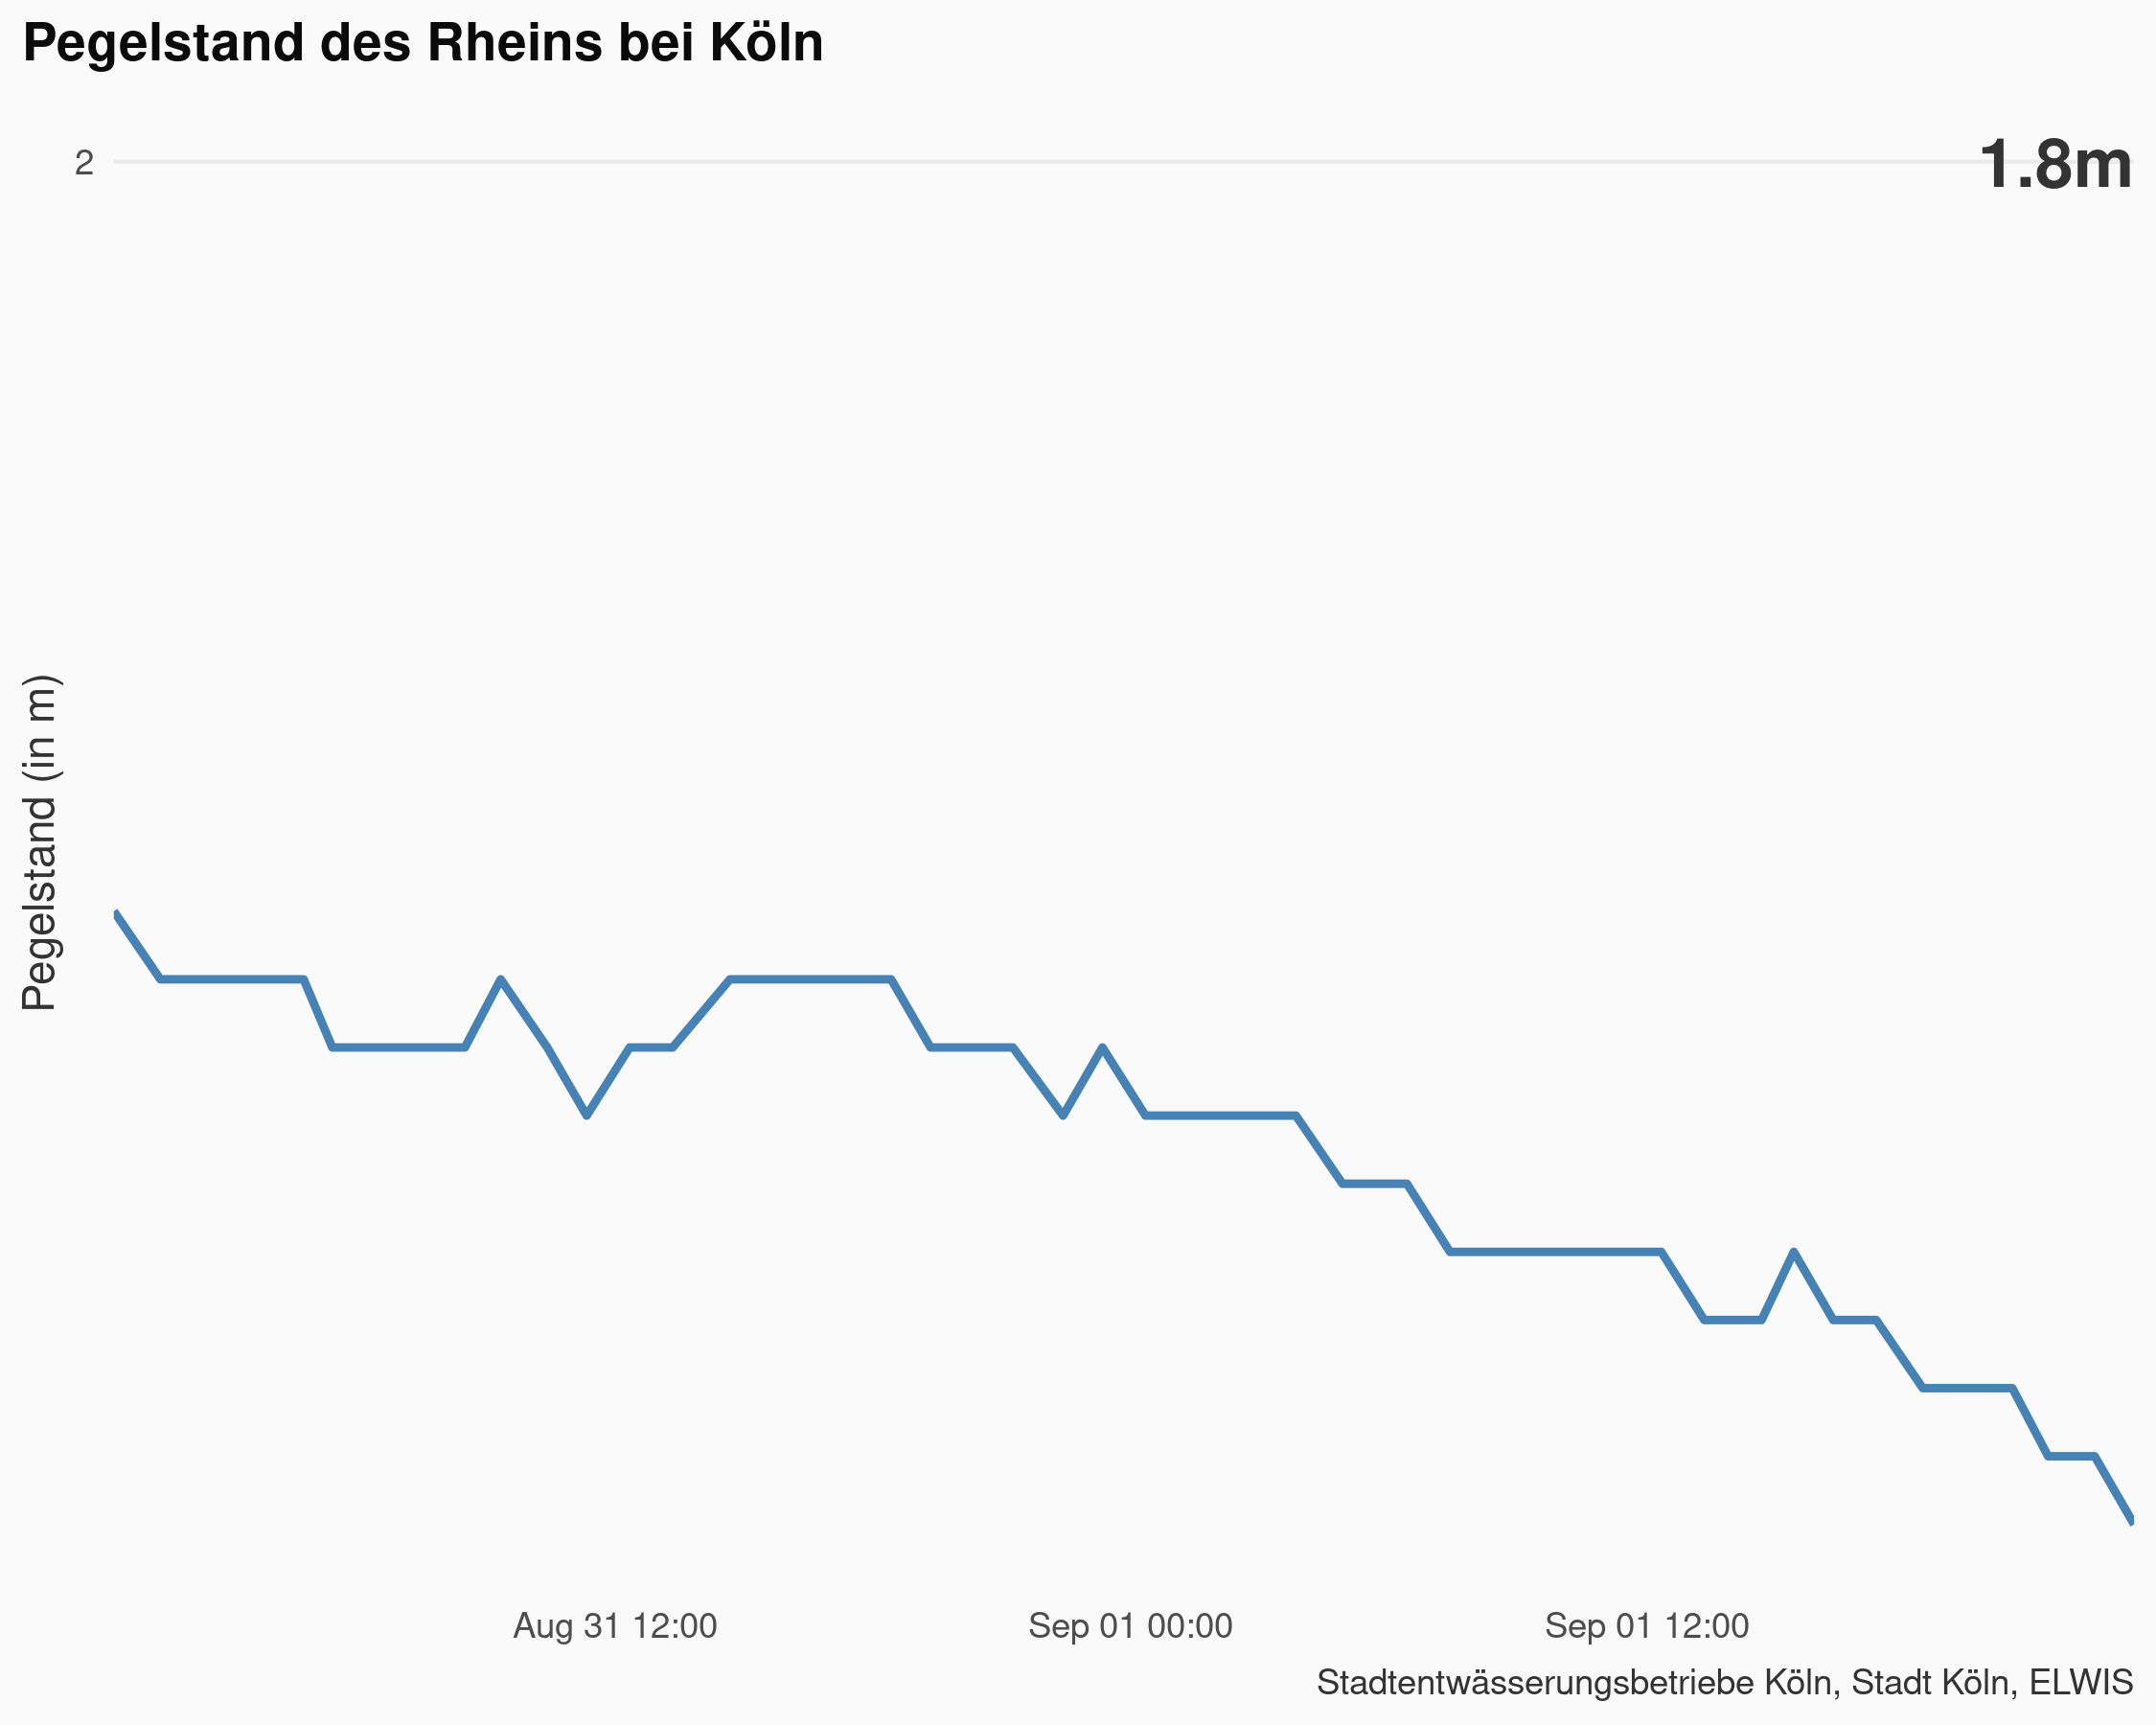 Pegelstand des Rheins bei Köln
2
1.8m
Pegelstand (in m)
Aug 31 12:00
Sep 01 00:00
Sep 01 12:00
Stadtentwässerungsbetriebe Köln, Stadt Köln, ELWIS